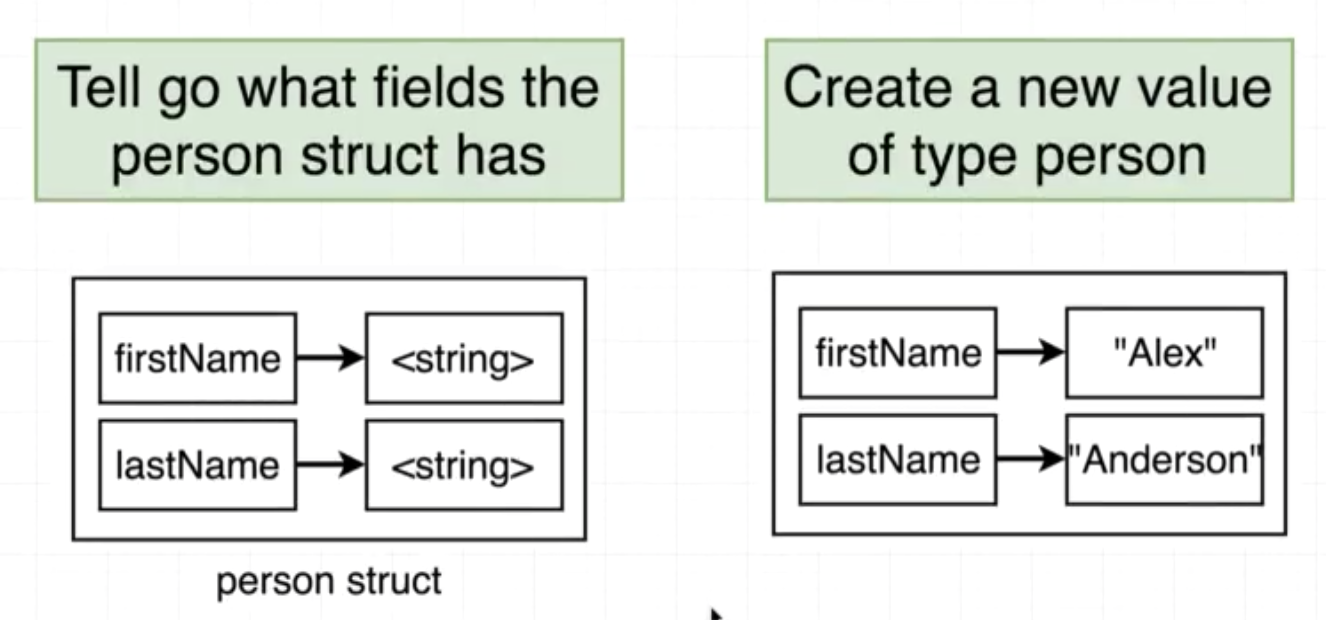 Tell go what fields the
person struct has
Create a new value
of type person
firstName
<string>
lastName
<string>
person struct
firstName
"Alex"
lastName
"Anderson"